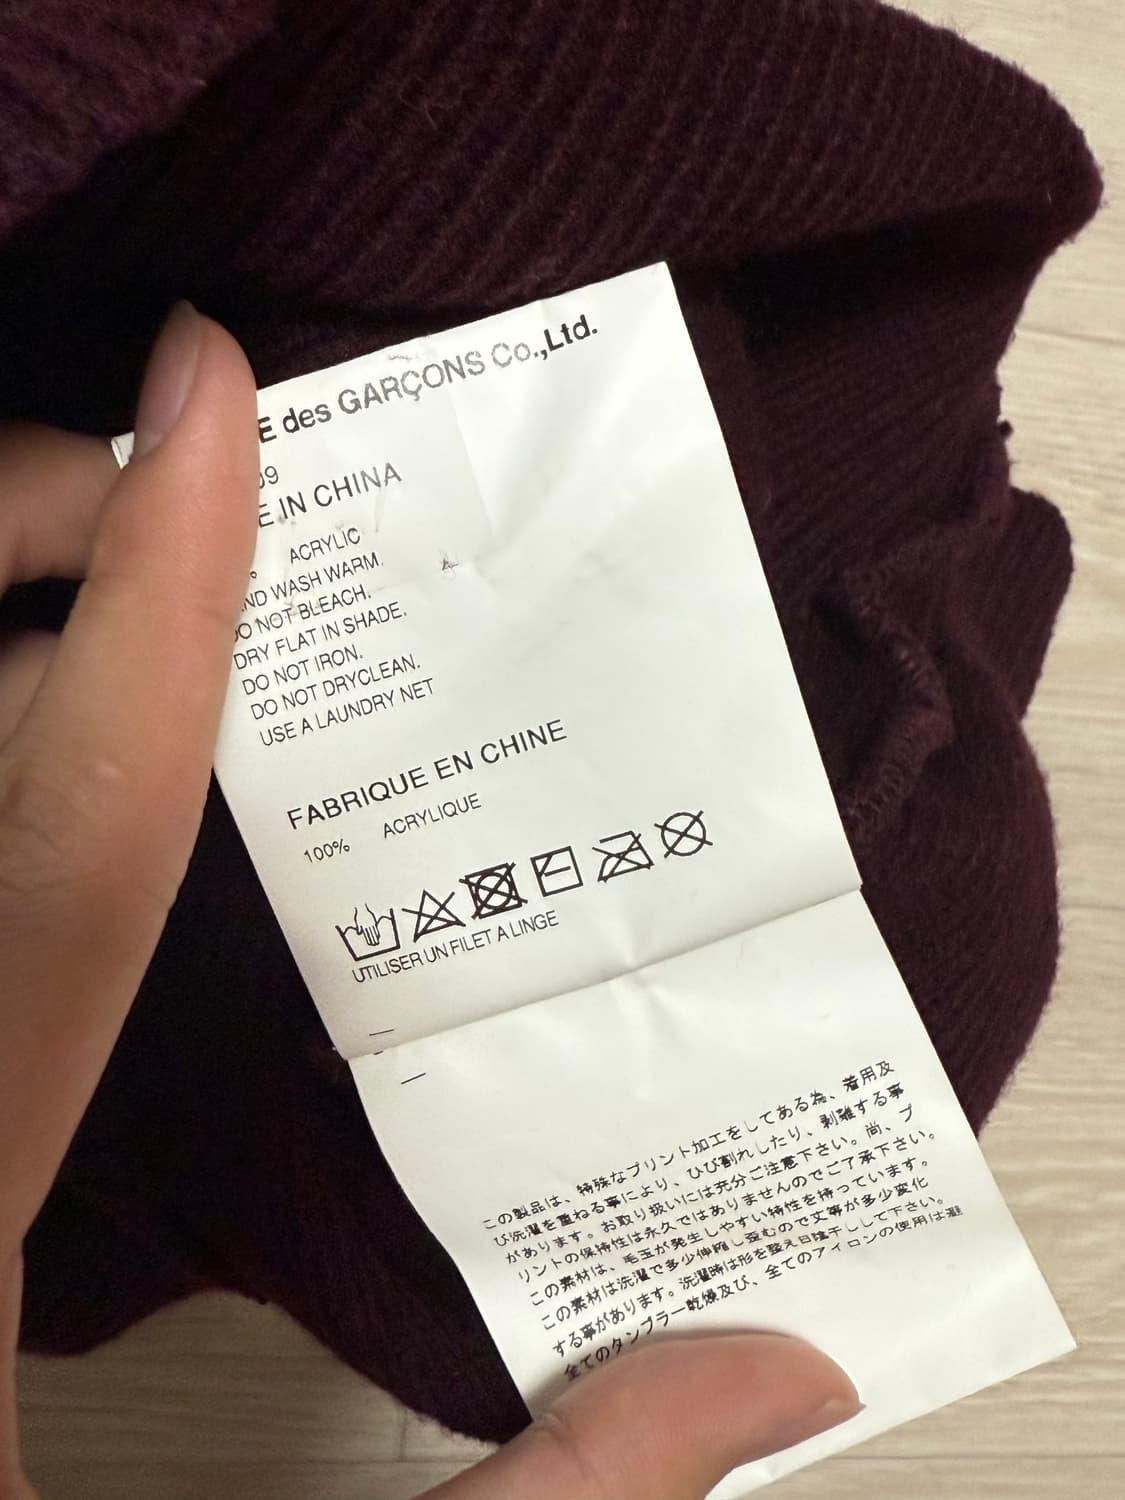 E des GARÇONS Co.,Ltd.
09
E IN CHINA
ACRYLIC
ND WASH WARM.
DO NOT BLEACH.
DRY FLAT IN SHADE.
DO NOT IRON.
DO NOT DRYCLEAN.
USE A LAUNDRY NET
FABRIQUE EN CHINE
100% ACRYLIQUE
UTILISER UN FILET A LINGE
この製品は、特殊なプリント加工をしてある為、着用及
び洗濯を重ねる事により、ひび割れしたり、剥離する事
があります。お取り扱いには充分ご注意下さい。尚、プ
リントの保持性は永久ではありませんのでご了承下さい。
この素材は、毛玉が発生しやすい特性を持っています。
この素材は洗濯で多少伸縮し歪むので丈等が多少変化
する事があります。洗濯時は形を整え日陰干しして下さい。
全てのタンブラー乾燥及び、全てのアイロンの使用は避